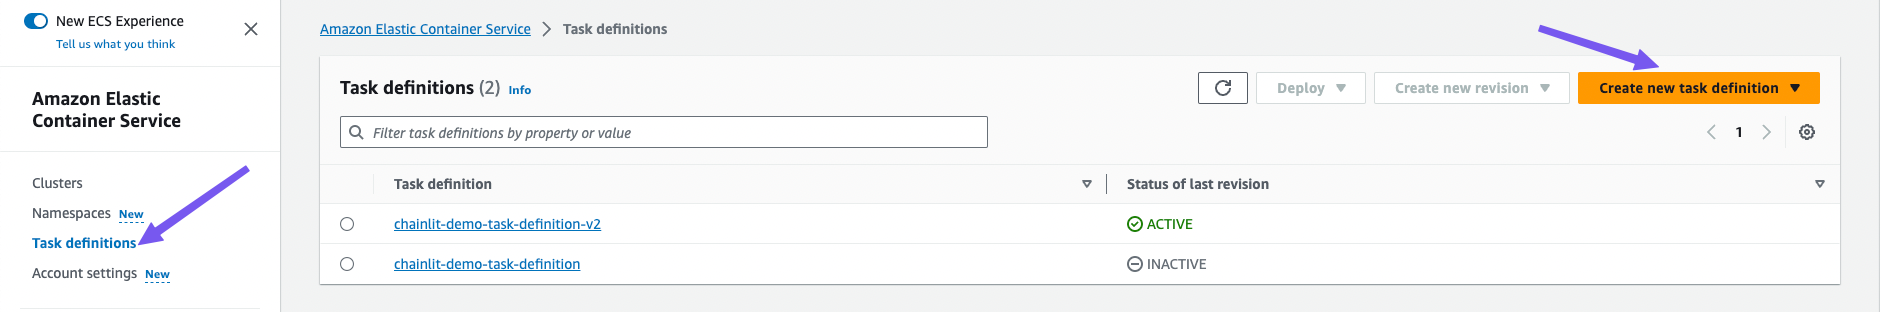 New ECS Experience
Tell us what you think
Amazon Elastic
Container Service
Clusters
Namespaces New
Task definitions
Account settings New
Amazon Elastic Container Service > Task definitions
Task definitions (2) Info
Deploy
Create new revision
Create new task definition
Filter task definitions by property or value
1
Task definition
Status of last revision
chainlit-demo-task-definition-v2
ACTIVE
chainlit-demo-task-definition
INACTIVE